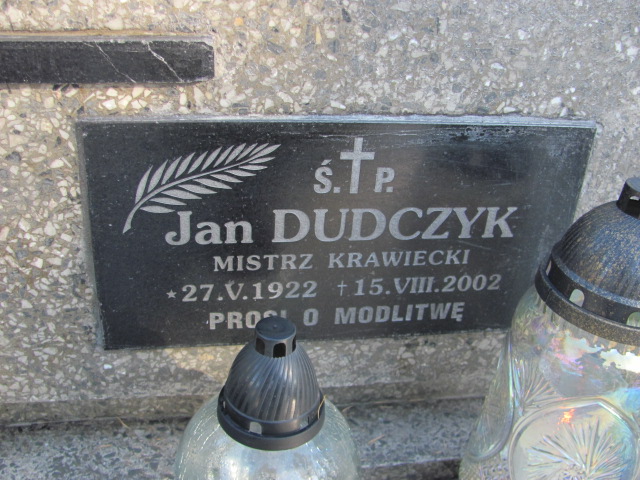 Ś.†P.
Jan DUDCZYK
MISTRZ KRAWIECKI
* 27.V.1922 † 15.VIII.2002
PROSI O MODLITWĘ